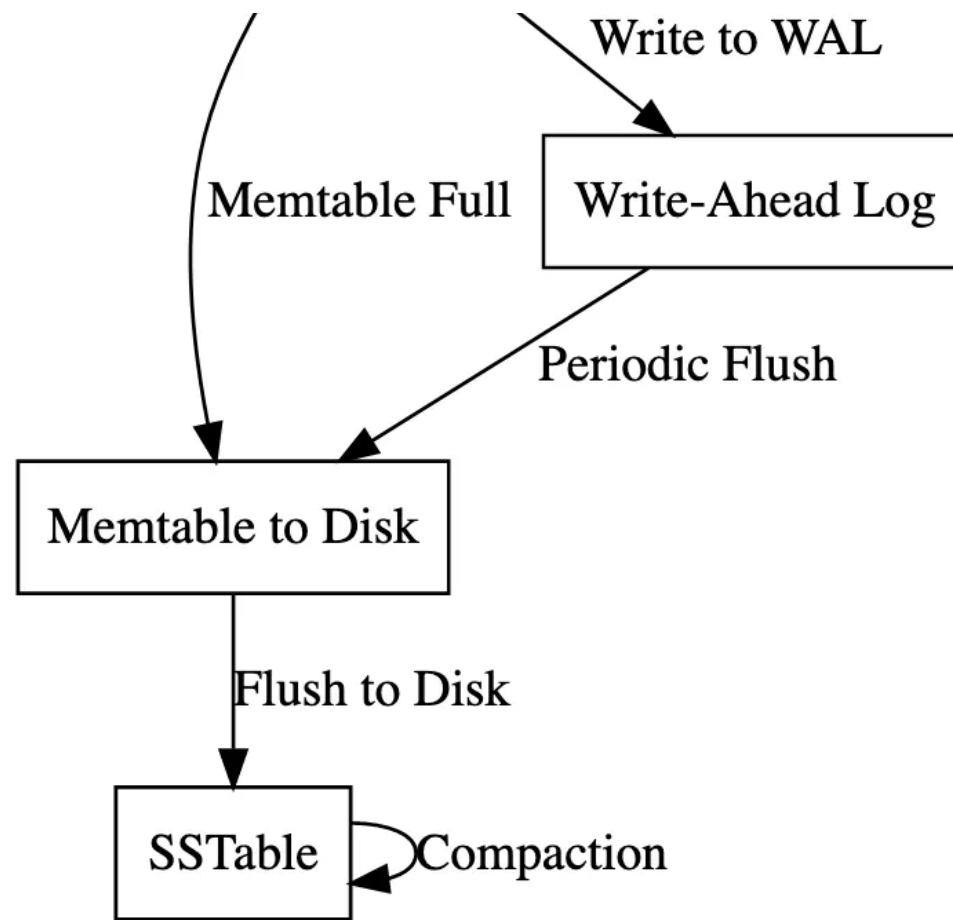 Write to WAL
Memtable Full
Write-Ahead Log
Periodic Flush
Memtable to Disk
Flush to Disk
SSTable
Compaction